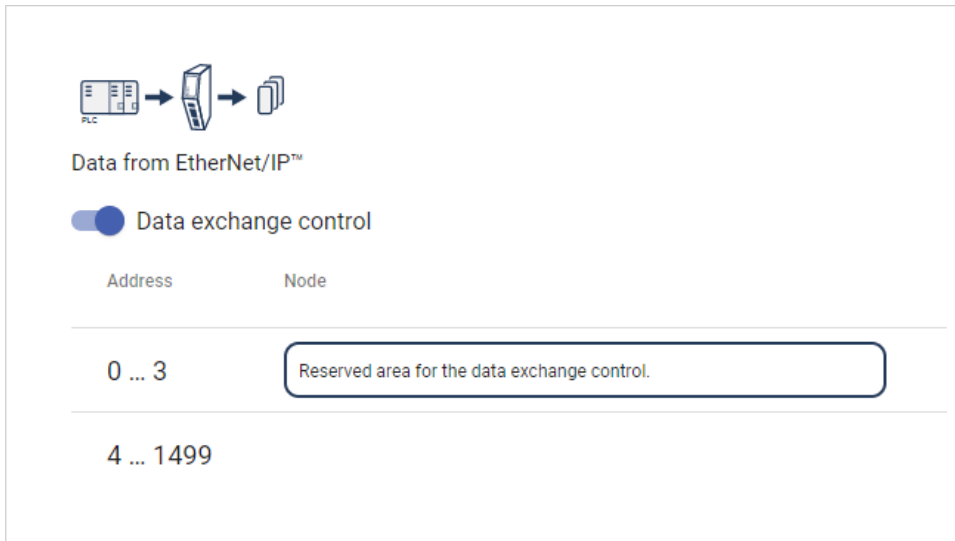 PLC
Data from EtherNet/IP™
Data exchange control
Address Node
0 ... 3 Reserved area for the data exchange control.
4 ... 1499